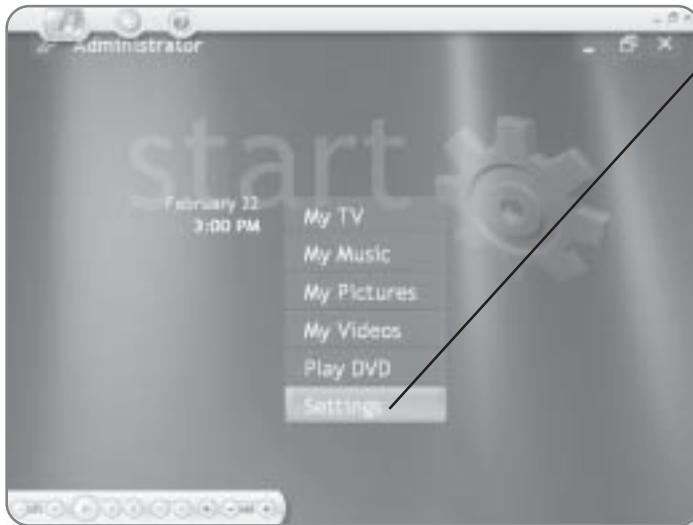 Administrator
start
February 22
3:00 PM
My TV
My Music
My Pictures
My Videos
Play DVD
Settings